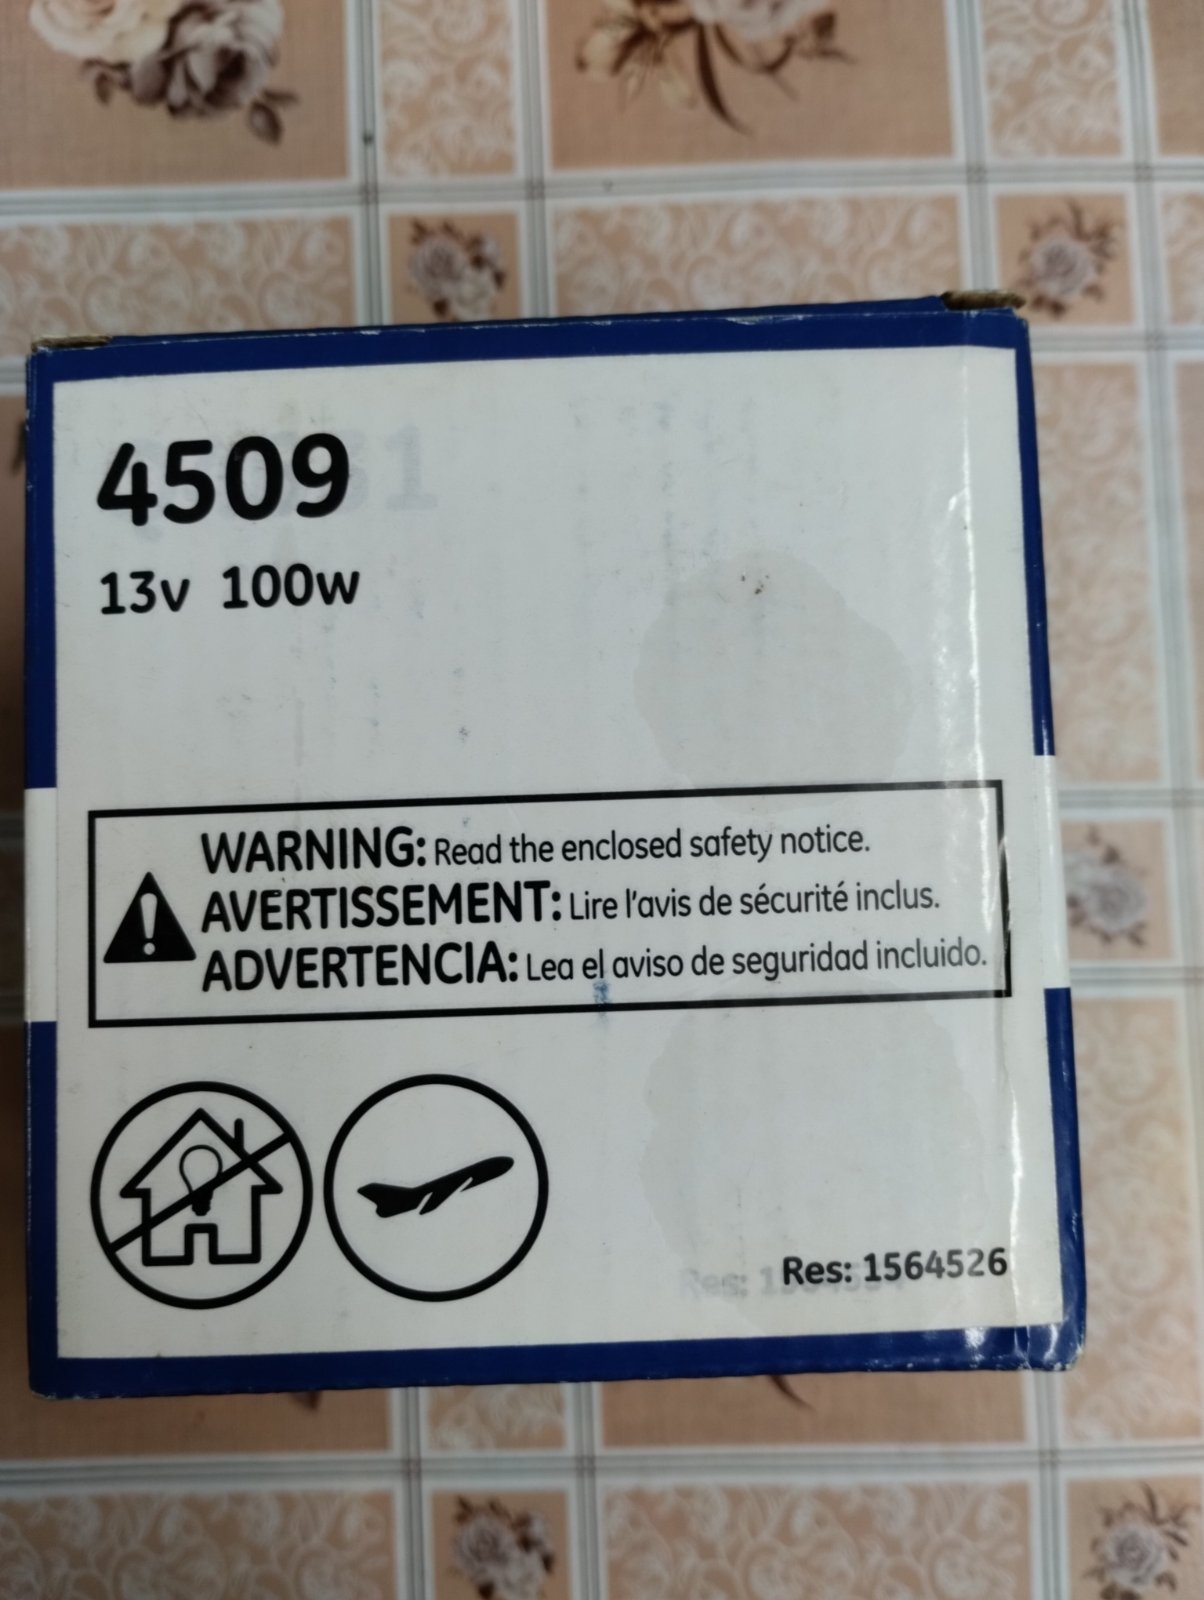 4509
13v 100w
WARNING: Read the enclosed safety notice.
AVERTISSEMENT: Lire l'avis de sécurité inclus.
ADVERTENCIA: Lea el aviso de seguridad incluido.
Res: 1564526